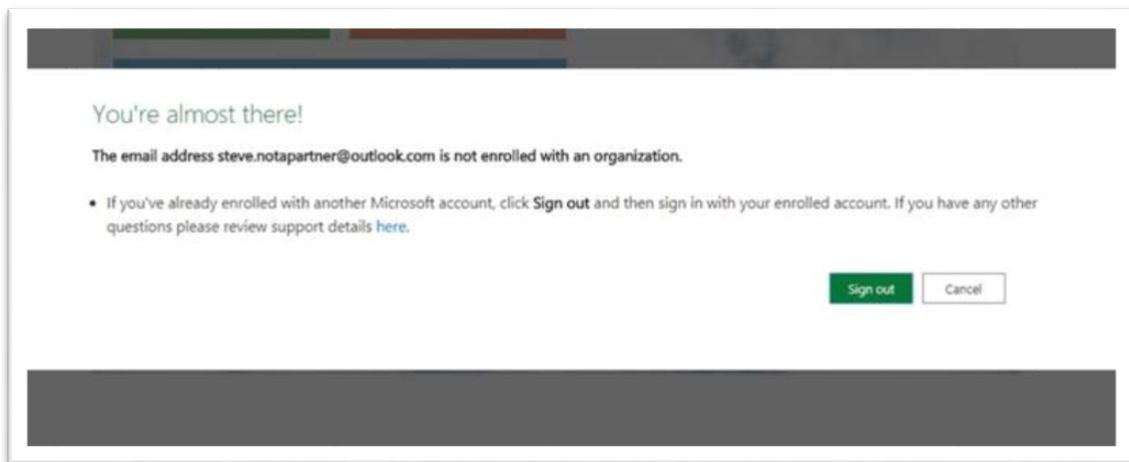 You're almost there!
The email address steve.notapartner@outlook.com is not enrolled with an organization.
• If you've already enrolled with another Microsoft account, click Sign out and then sign in with your enrolled account. If you have any other
questions please review support details here.
Sign out Cancel